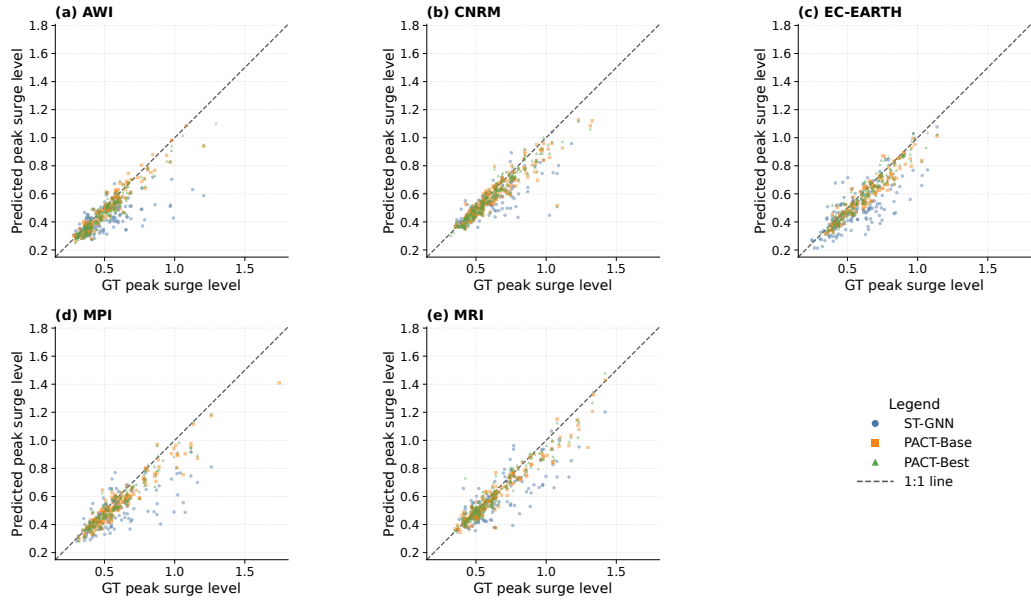 (a) AWI
1.8
1.6
1.4
1.2
1.0
0.8
0.6
0.4
0.2
0.5 1.0 1.5
GT peak surge level
Predicted peak surge level
(b) CNRM
1.8
1.6
1.4
1.2
1.0
0.8
0.6
0.4
0.2
0.5 1.0 1.5
GT peak surge level
Predicted peak surge level
(c) EC-EARTH
1.8
1.6
1.4
1.2
1.0
0.8
0.6
0.4
0.2
0.5 1.0 1.5
GT peak surge level
Predicted peak surge level
(d) MPI
1.8
1.6
1.4
1.2
1.0
0.8
0.6
0.4
0.2
0.5 1.0 1.5
GT peak surge level
Predicted peak surge level
(e) MRI
1.8
1.6
1.4
1.2
1.0
0.8
0.6
0.4
0.2
0.5 1.0 1.5
GT peak surge level
Predicted peak surge level
Legend
ST-GNN
PACT-Base
PACT-Best
1:1 line